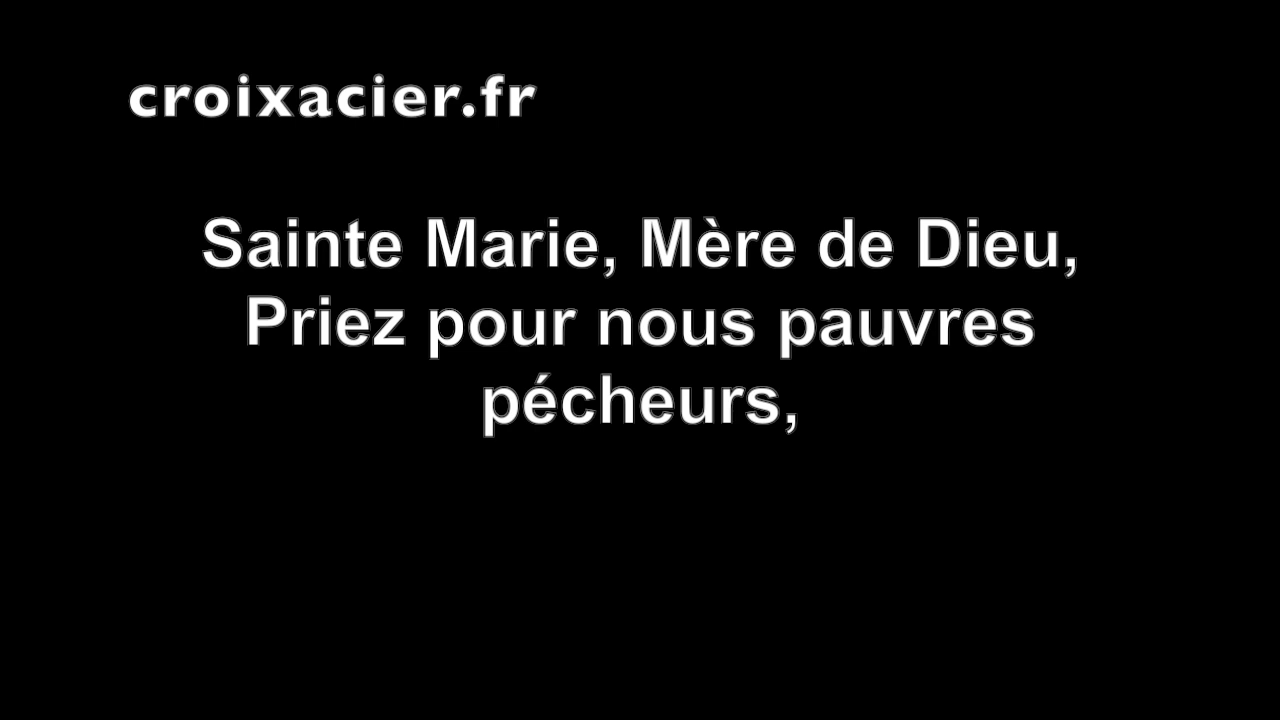 croixacier.fr
Sainte Marie, Mère de Dieu,
Priez pour nous pauvres
pécheurs,